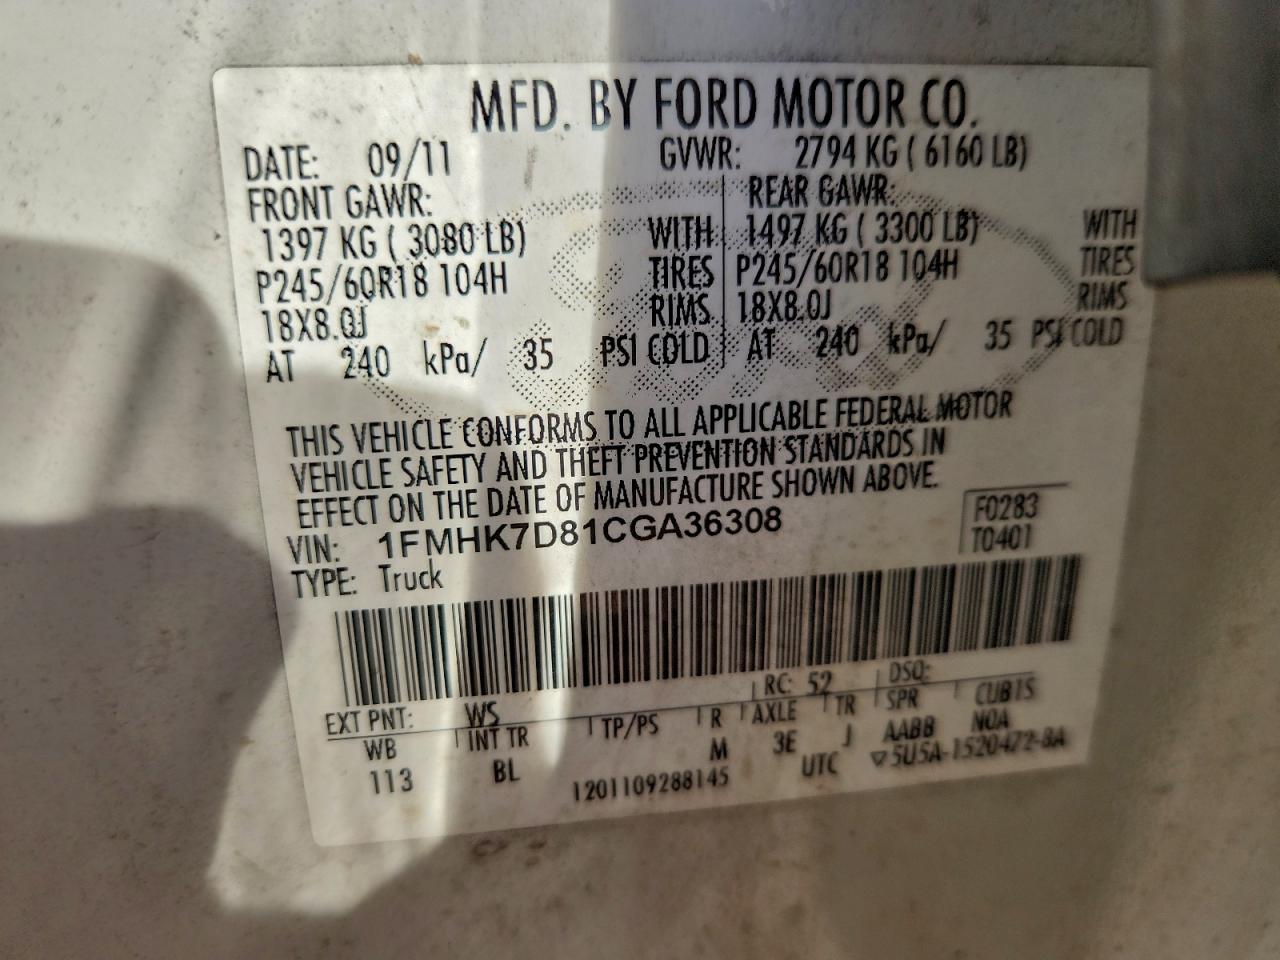 MFD. BY FORD MOTOR CO.
DATE: 09/11 GVWR: 2794 KG ( 6160 LB)
FRONT GAWR: REAR GAWR:
1397 KG ( 3080 LB) WITH 1497 KG ( 3300 LB) WITH
P245/60R18 104H TIRES P245/60R18 104H TIRES
18X8.0J RIMS 18X8.0J RIMS
AT 240 kPa/ 35 PSI COLD AT 240 kPa/ 35 PSI COLD
THIS VEHICLE CONFORMS TO ALL APPLICABLE FEDERAL MOTOR
VEHICLE SAFETY AND THEFT PREVENTION STANDARDS IN
EFFECT ON THE DATE OF MANUFACTURE SHOWN ABOVE.
VIN: 1FMHK7D81CGA36308 F0283
TYPE: Truck T0401
EXT PNT: WS RC: 52 DSO:
WB INT TR TP/PS R AXLE TR SPR CUBIS
113 BL M 3E J AABB NOA
1201109288145 UTC ▽5U5A-1520472-BA